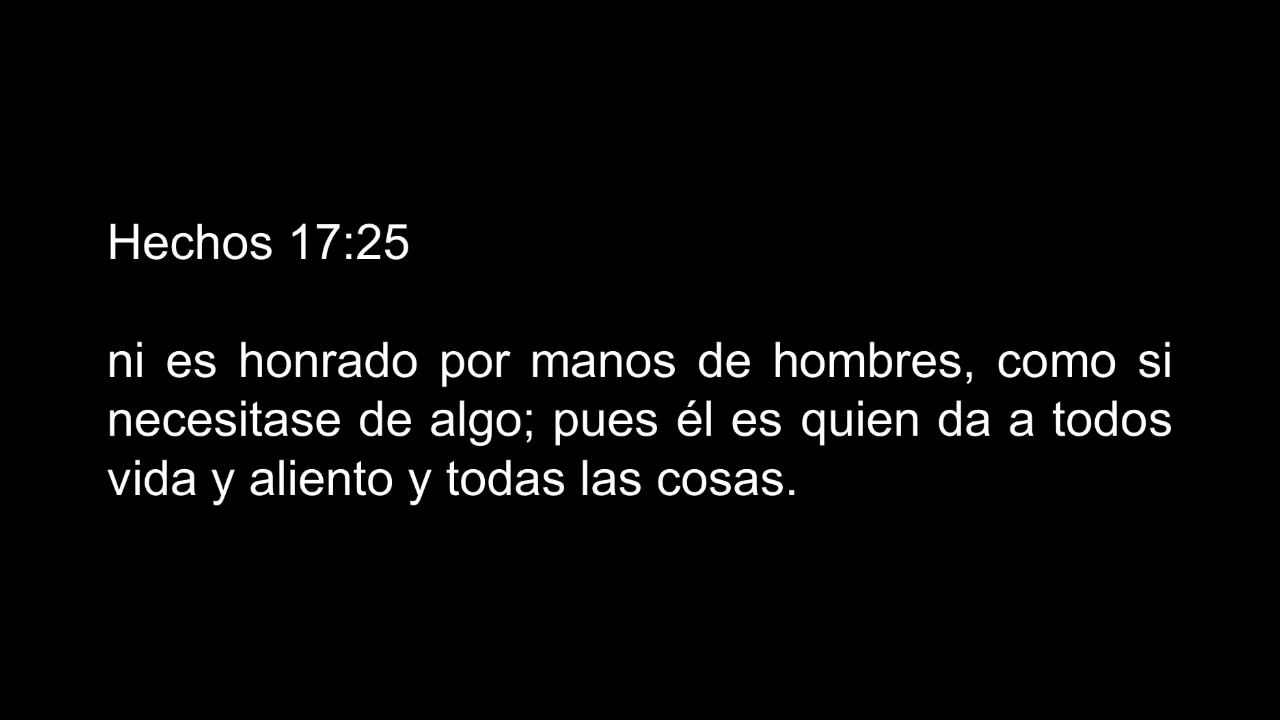 Hechos 17:25
ni es honrado por manos de hombres, como si
necesitase de algo; pues él es quien da a todos
vida y aliento y todas las cosas.